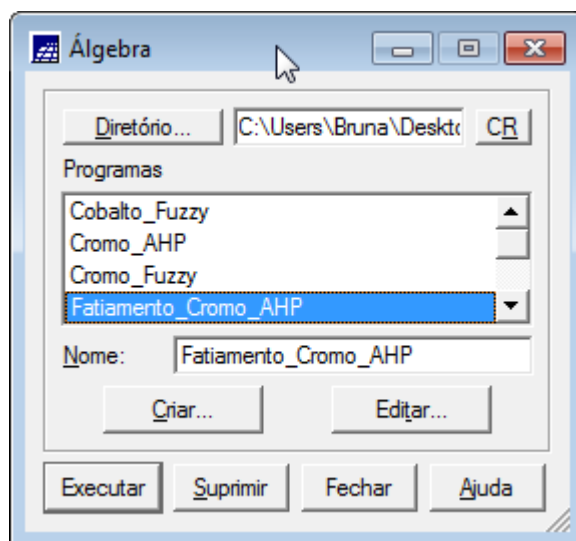 Álgebra
Diretório... C:\Users\Bruna\Deskto CR
Programas
Cobalto_Fuzzy
Cromo_AHP
Cromo_Fuzzy
Fatiamento_Cromo_AHP
Nome: Fatiamento_Cromo_AHP
Criar... Editar...
Executar Suprimir Fechar Ajuda